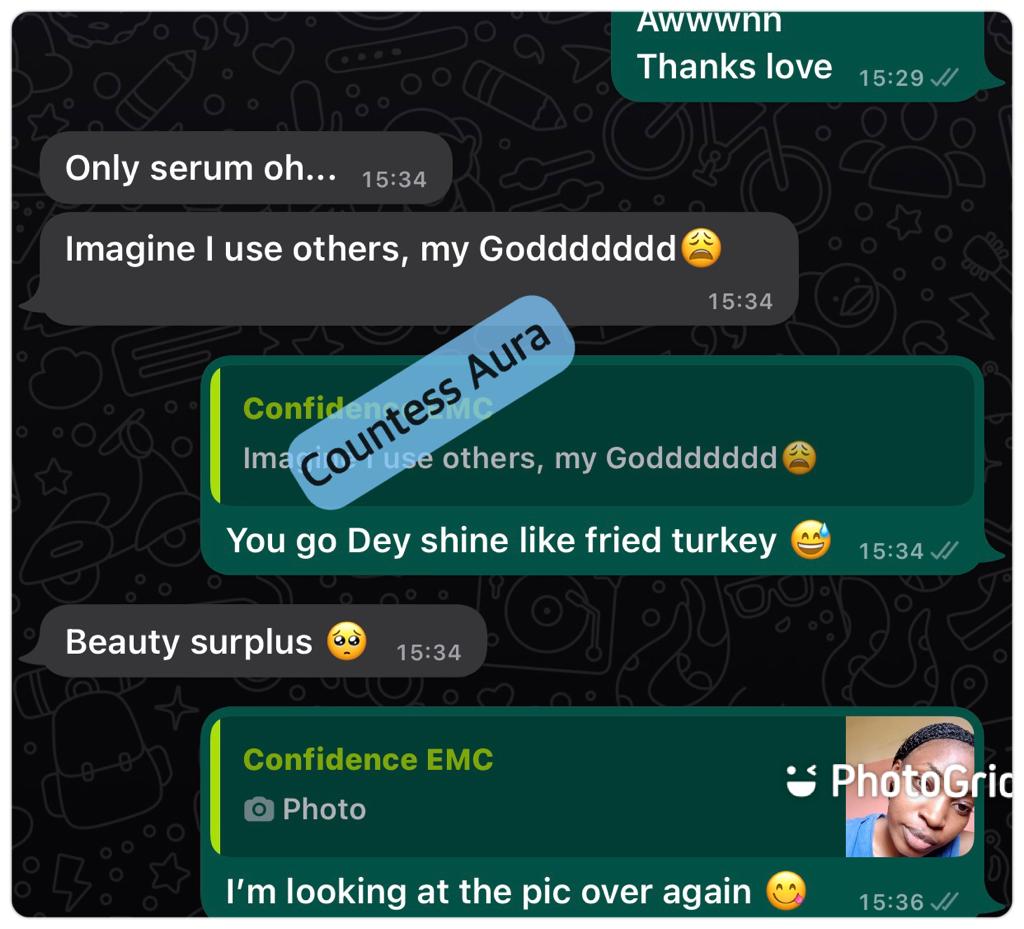 Awwwnn
Thanks love 15:29
Only serum oh... 15:34
Imagine I use others, my Goddddddd😩
15:34
Countess Aura
Confidence EMC
Imagine I use others, my Goddddddd😩
You go Dey shine like fried turkey 😅 15:34
Beauty surplus 🥺 15:34
Confidence EMC
Photo
PhotoGrid
I’m looking at the pic over again 😋 15:36